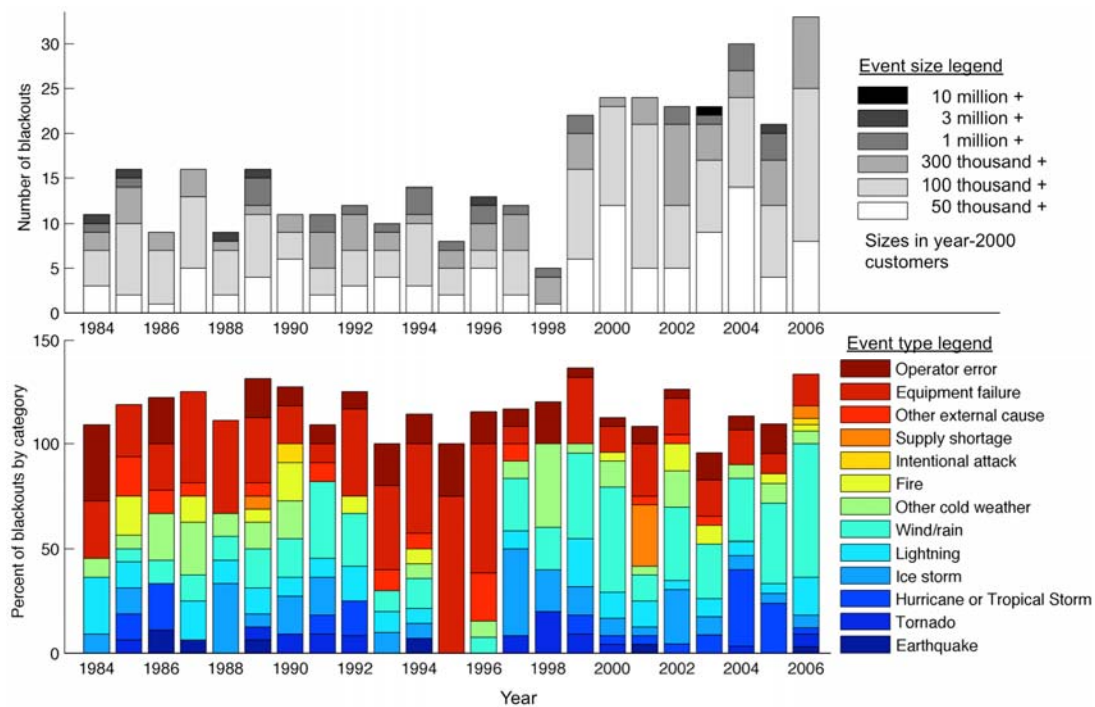 Number of blackouts
30
25
20
15
10
5
0
1984 1986 1988 1990 1992 1994 1996 1998 2000 2002 2004 2006
Event size legend
10 million +
3 million +
1 million +
300 thousand +
100 thousand +
50 thousand +
Sizes in year-2000
customers
Percent of blackouts by category
150
100
50
0
1984 1986 1988 1990 1992 1994 1996 1998 2000 2002 2004 2006
Year
Event type legend
Operator error
Equipment failure
Other external cause
Supply shortage
Intentional attack
Fire
Other cold weather
Wind/rain
Lightning
Ice storm
Hurricane or Tropical Storm
Tornado
Earthquake